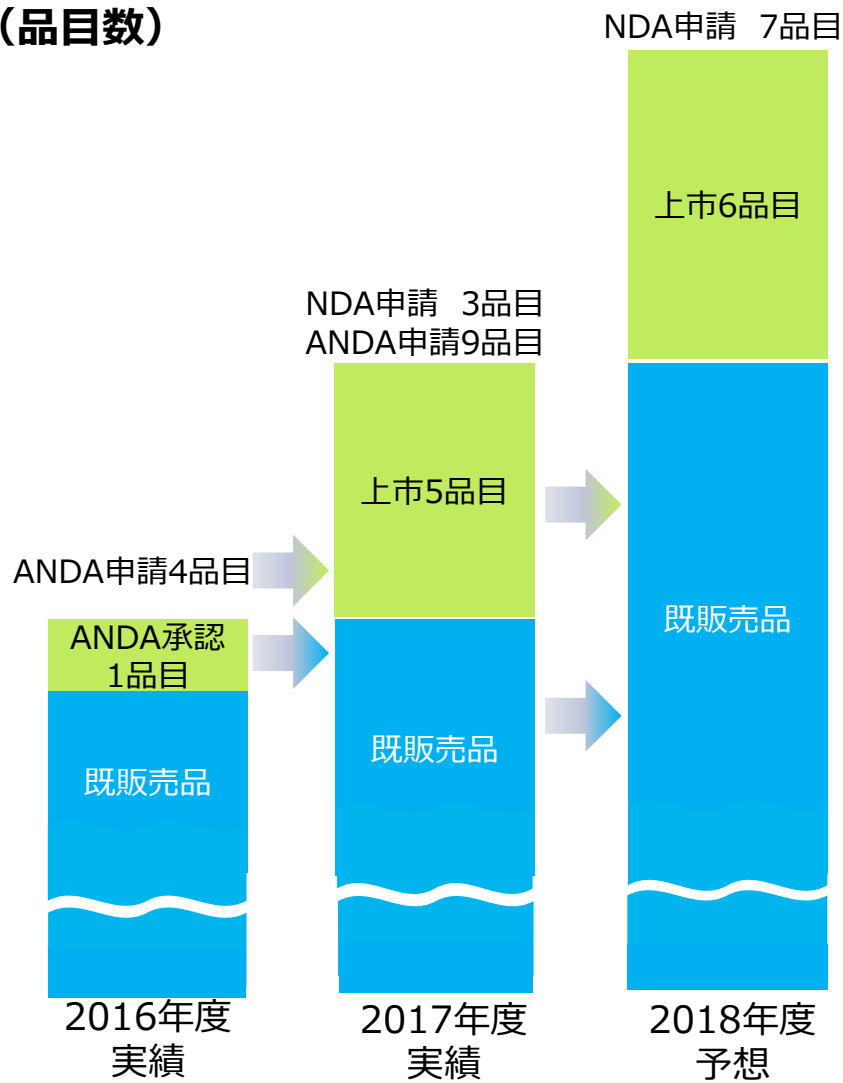 （品目数）
NDA申請　7品目
上市6品目
NDA申請　3品目
ANDA申請9品目
上市5品目
ANDA申請4品目
ANDA承認
1品目
既販売品
既販売品
既販売品
2016年度
実績
2017年度
実績
2018年度
予想